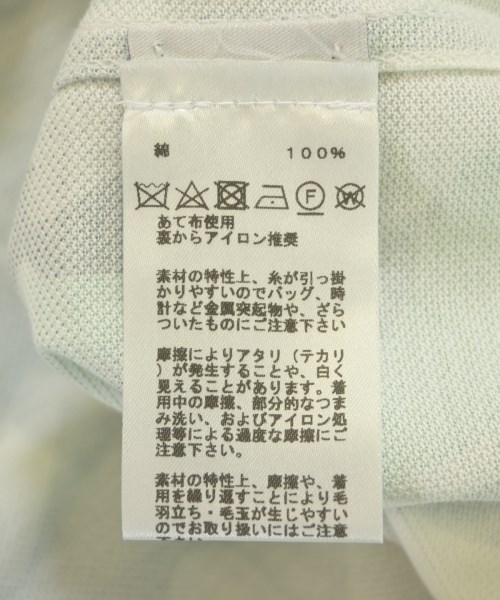 綿 100%
F W
あて布使用
裏からアイロン推奨
素材の特性上、糸が引っ掛
かりやすいのでバッグ、時
計など金属突起物や、ざら
ついたものにご注意下さい
摩擦によりアタリ（テカリ
）が発生することや、白く
見えることがあります。着
用中の摩擦、部分的なつま
み洗い、およびアイロン処
理等による過度な摩擦にご
注意下さい。
素材の特性上、摩擦や、着
用を繰り返すことにより毛
羽立ち・毛玉が生じやすい
のでお取り扱いにはご注意
下さい。